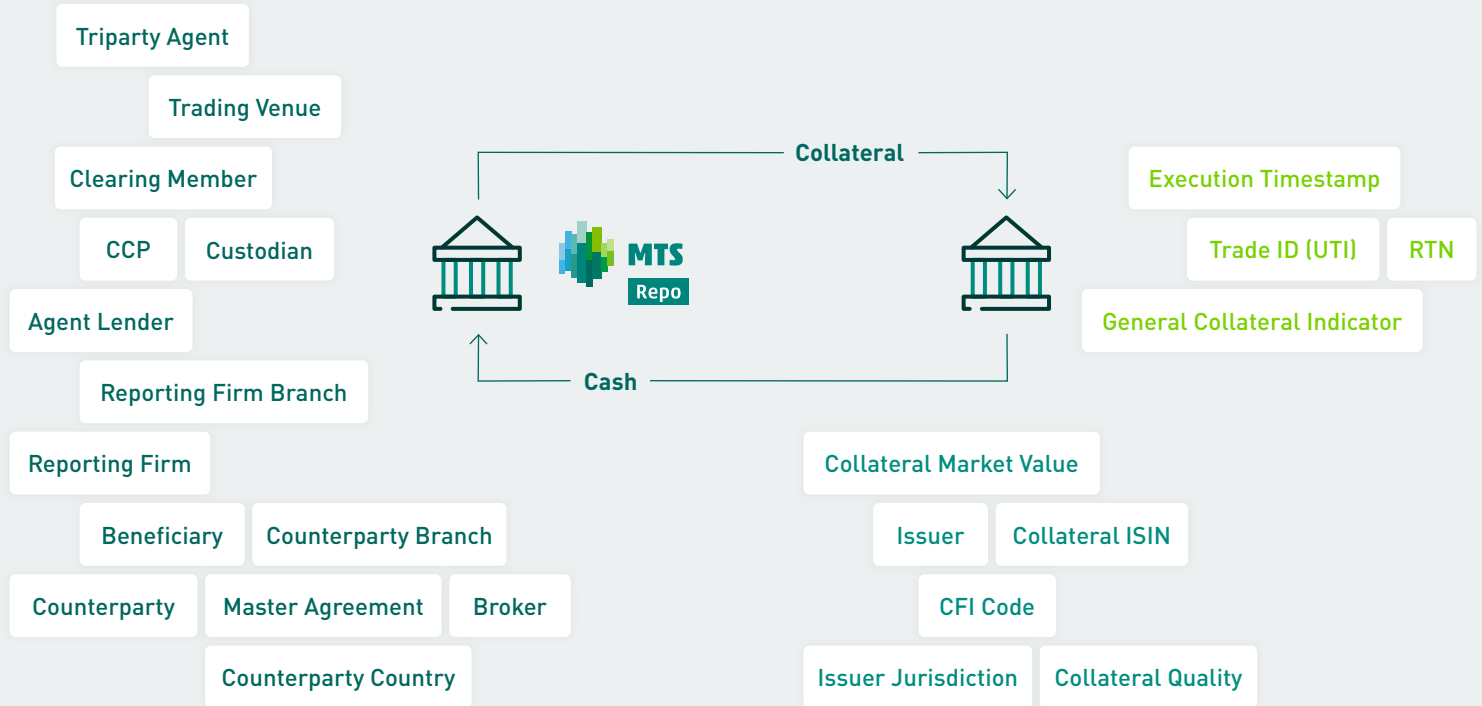 Triparty Agent
Trading Venue
Clearing Member
CCP
Custodian
Agent Lender
Reporting Firm Branch
Reporting Firm
Beneficiary
Counterparty Branch
Counterparty
Master Agreement
Broker
Counterparty Country
Collateral
MTS
Repo
Cash
Execution Timestamp
Trade ID (UTI)
RTN
General Collateral Indicator
Collateral Market Value
Issuer
Collateral ISIN
CFI Code
Issuer Jurisdiction
Collateral Quality